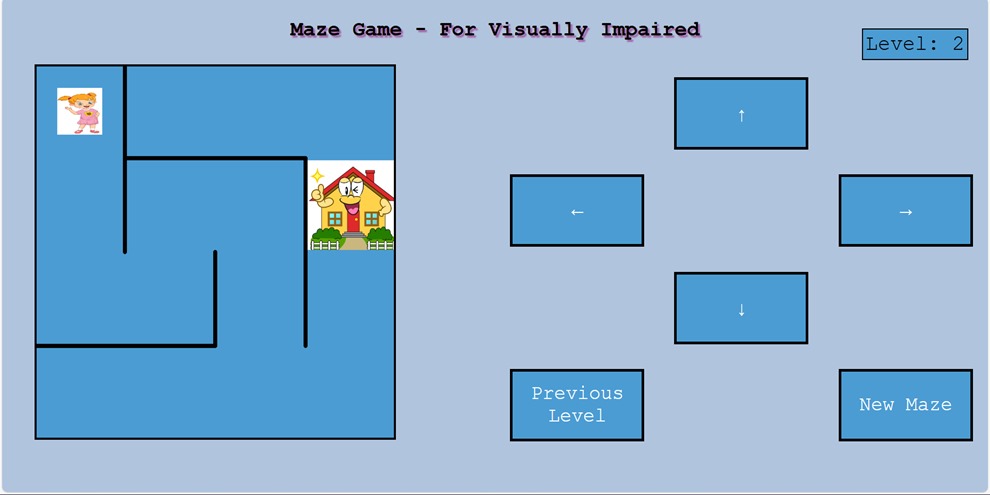 Maze Game - For Visually Impaired
Level: 2
↑
←
→
↓
Previous
Level
New Maze